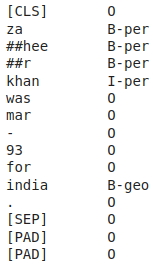 [CLS] O
za B-per
##hee B-per
##r B-per
khan I-per
was O
mar O
- O
93 O
for O
india B-geo
. O
[SEP] O
[PAD] O
[PAD] O